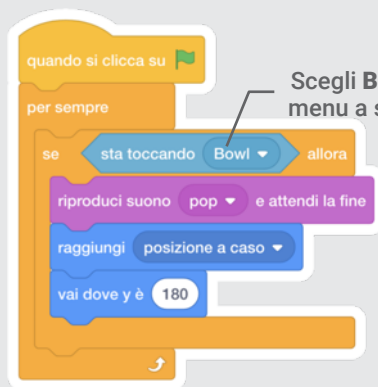 quando si clicca su
per sempre
se sta toccando Bowl allora
riproduci suono pop e attendi la fine
raggiungi posizione a caso
vai dove y è 180
Scegli B
menu a s